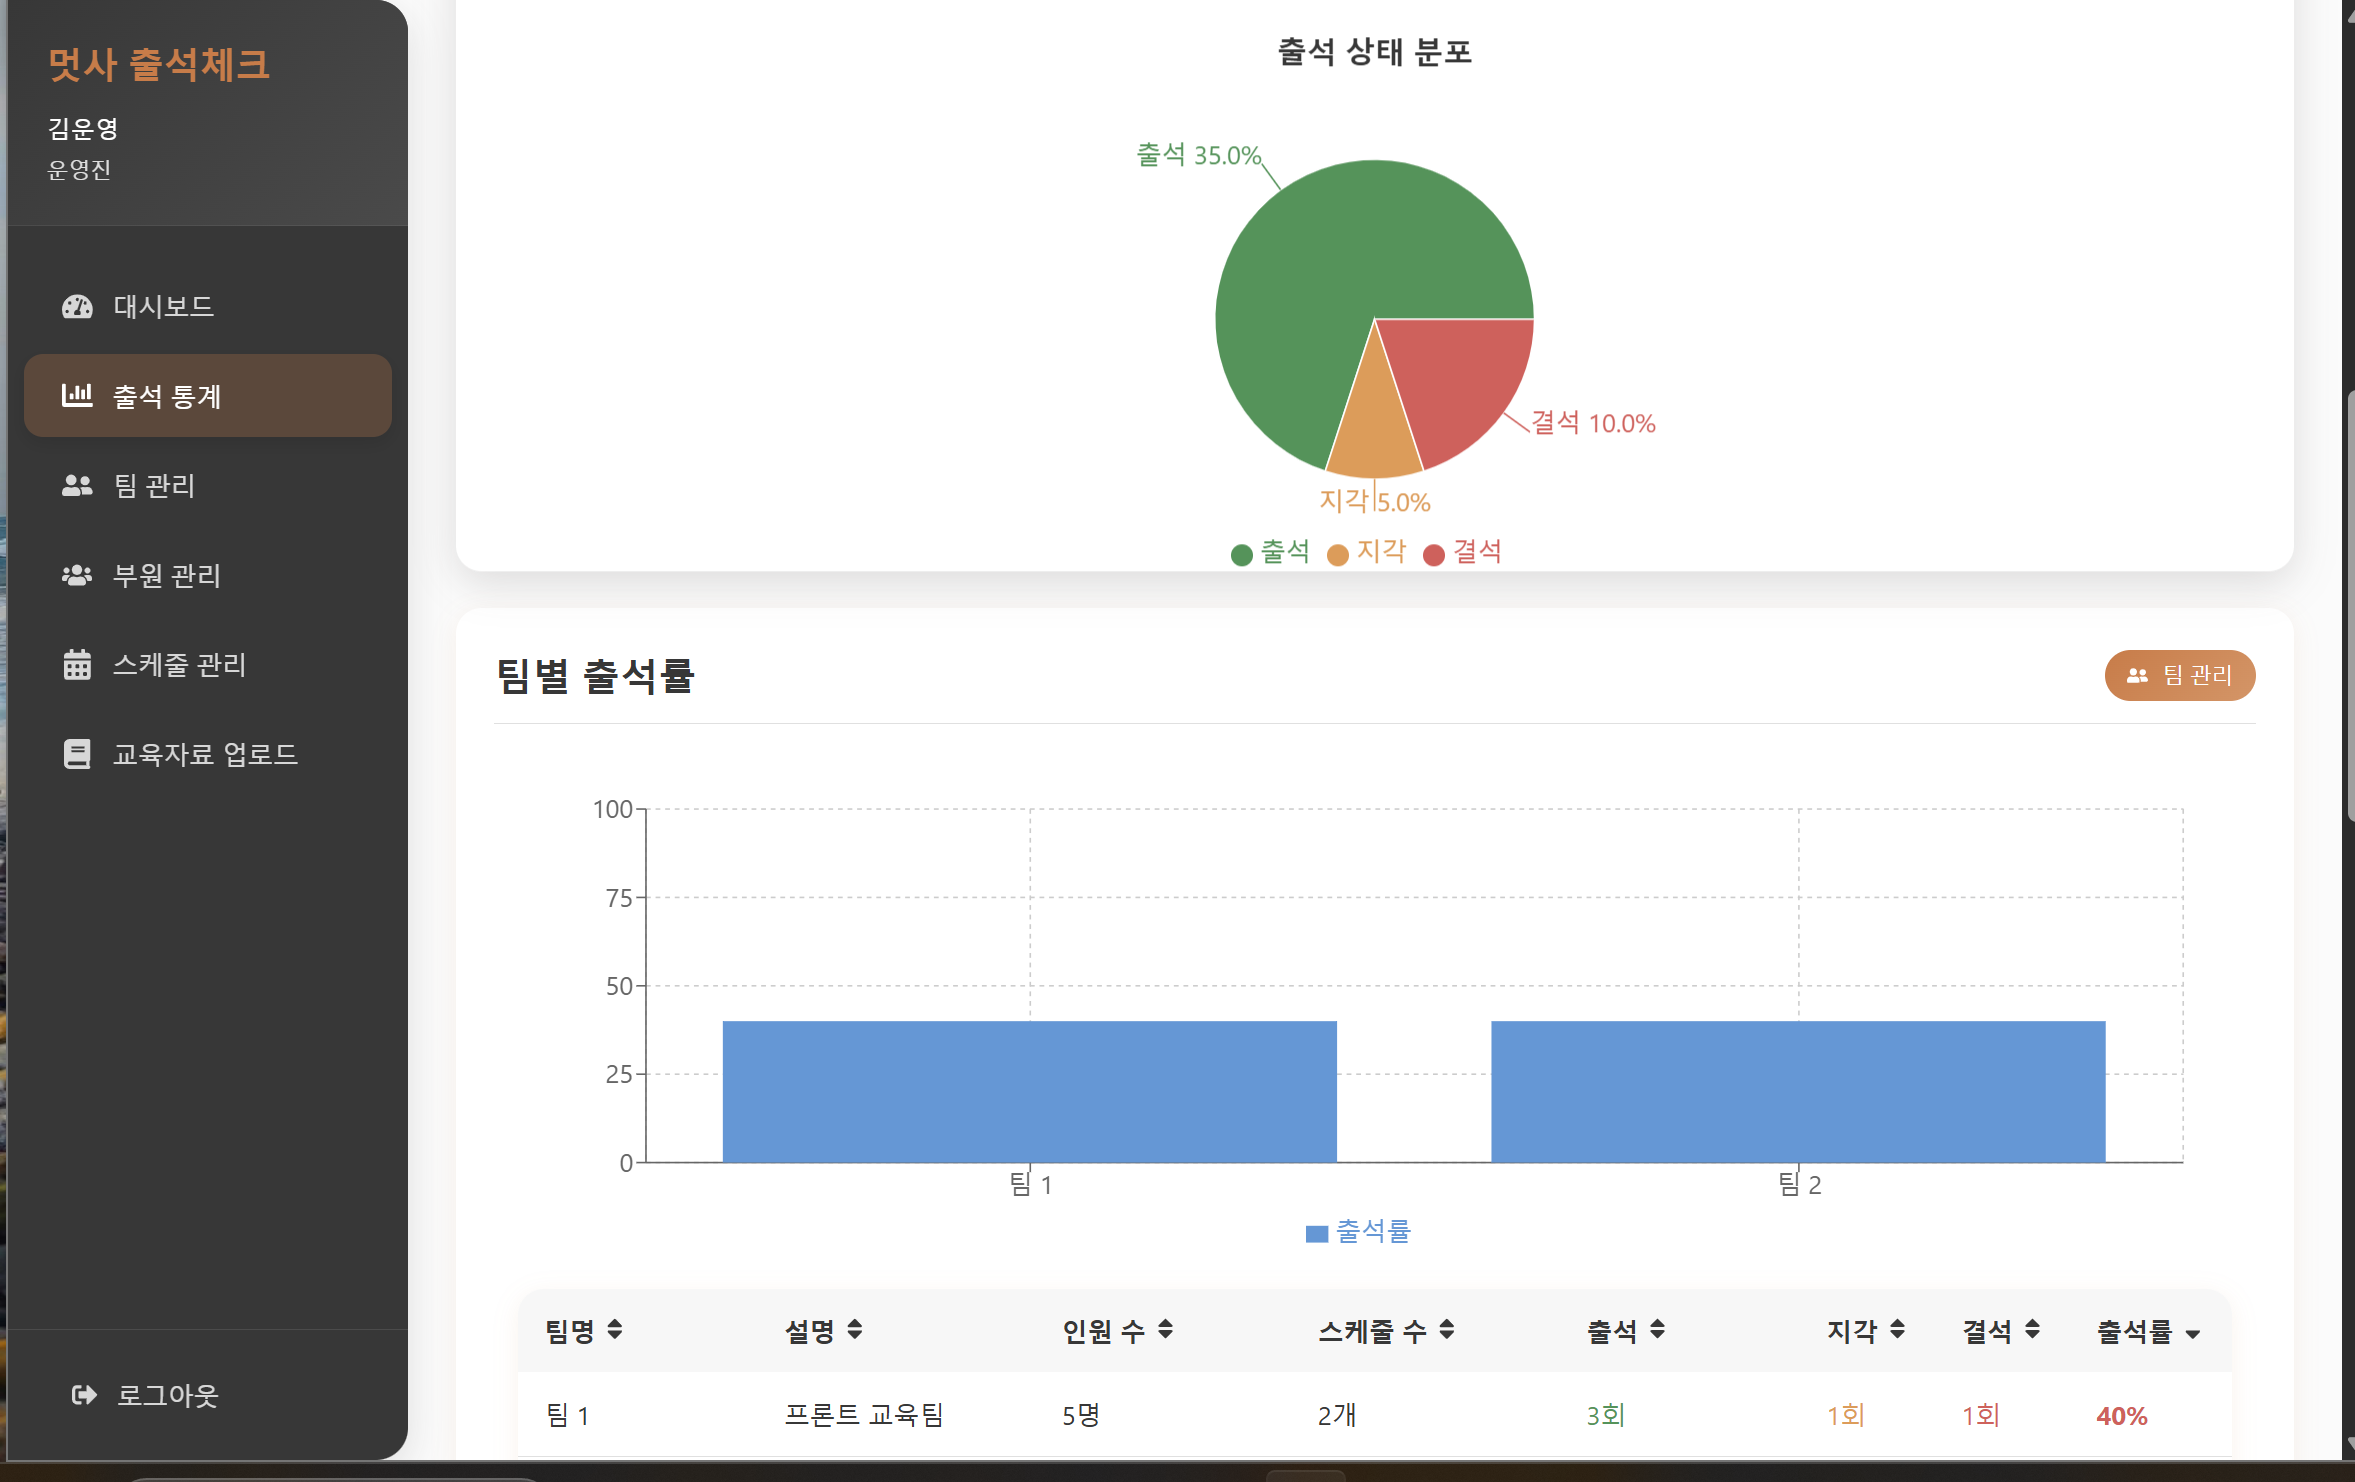 멋사 출석체크
김운영
운영진
대시보드
출석 통계
팀 관리
부원 관리
스케줄 관리
교육자료 업로드
로그아웃
출석 상태 분포
출석 35.0%
결석 10.0%
지각 5.0%
출석 지각 결석
팀별 출석률
팀 관리
100
75
50
25
0
팀 1 팀 2
출석률
팀명 설명 인원 수 스케줄 수 출석 지각 결석 출석률
팀 1 프론트 교육팀 5명 2개 3회 1회 1회 40%